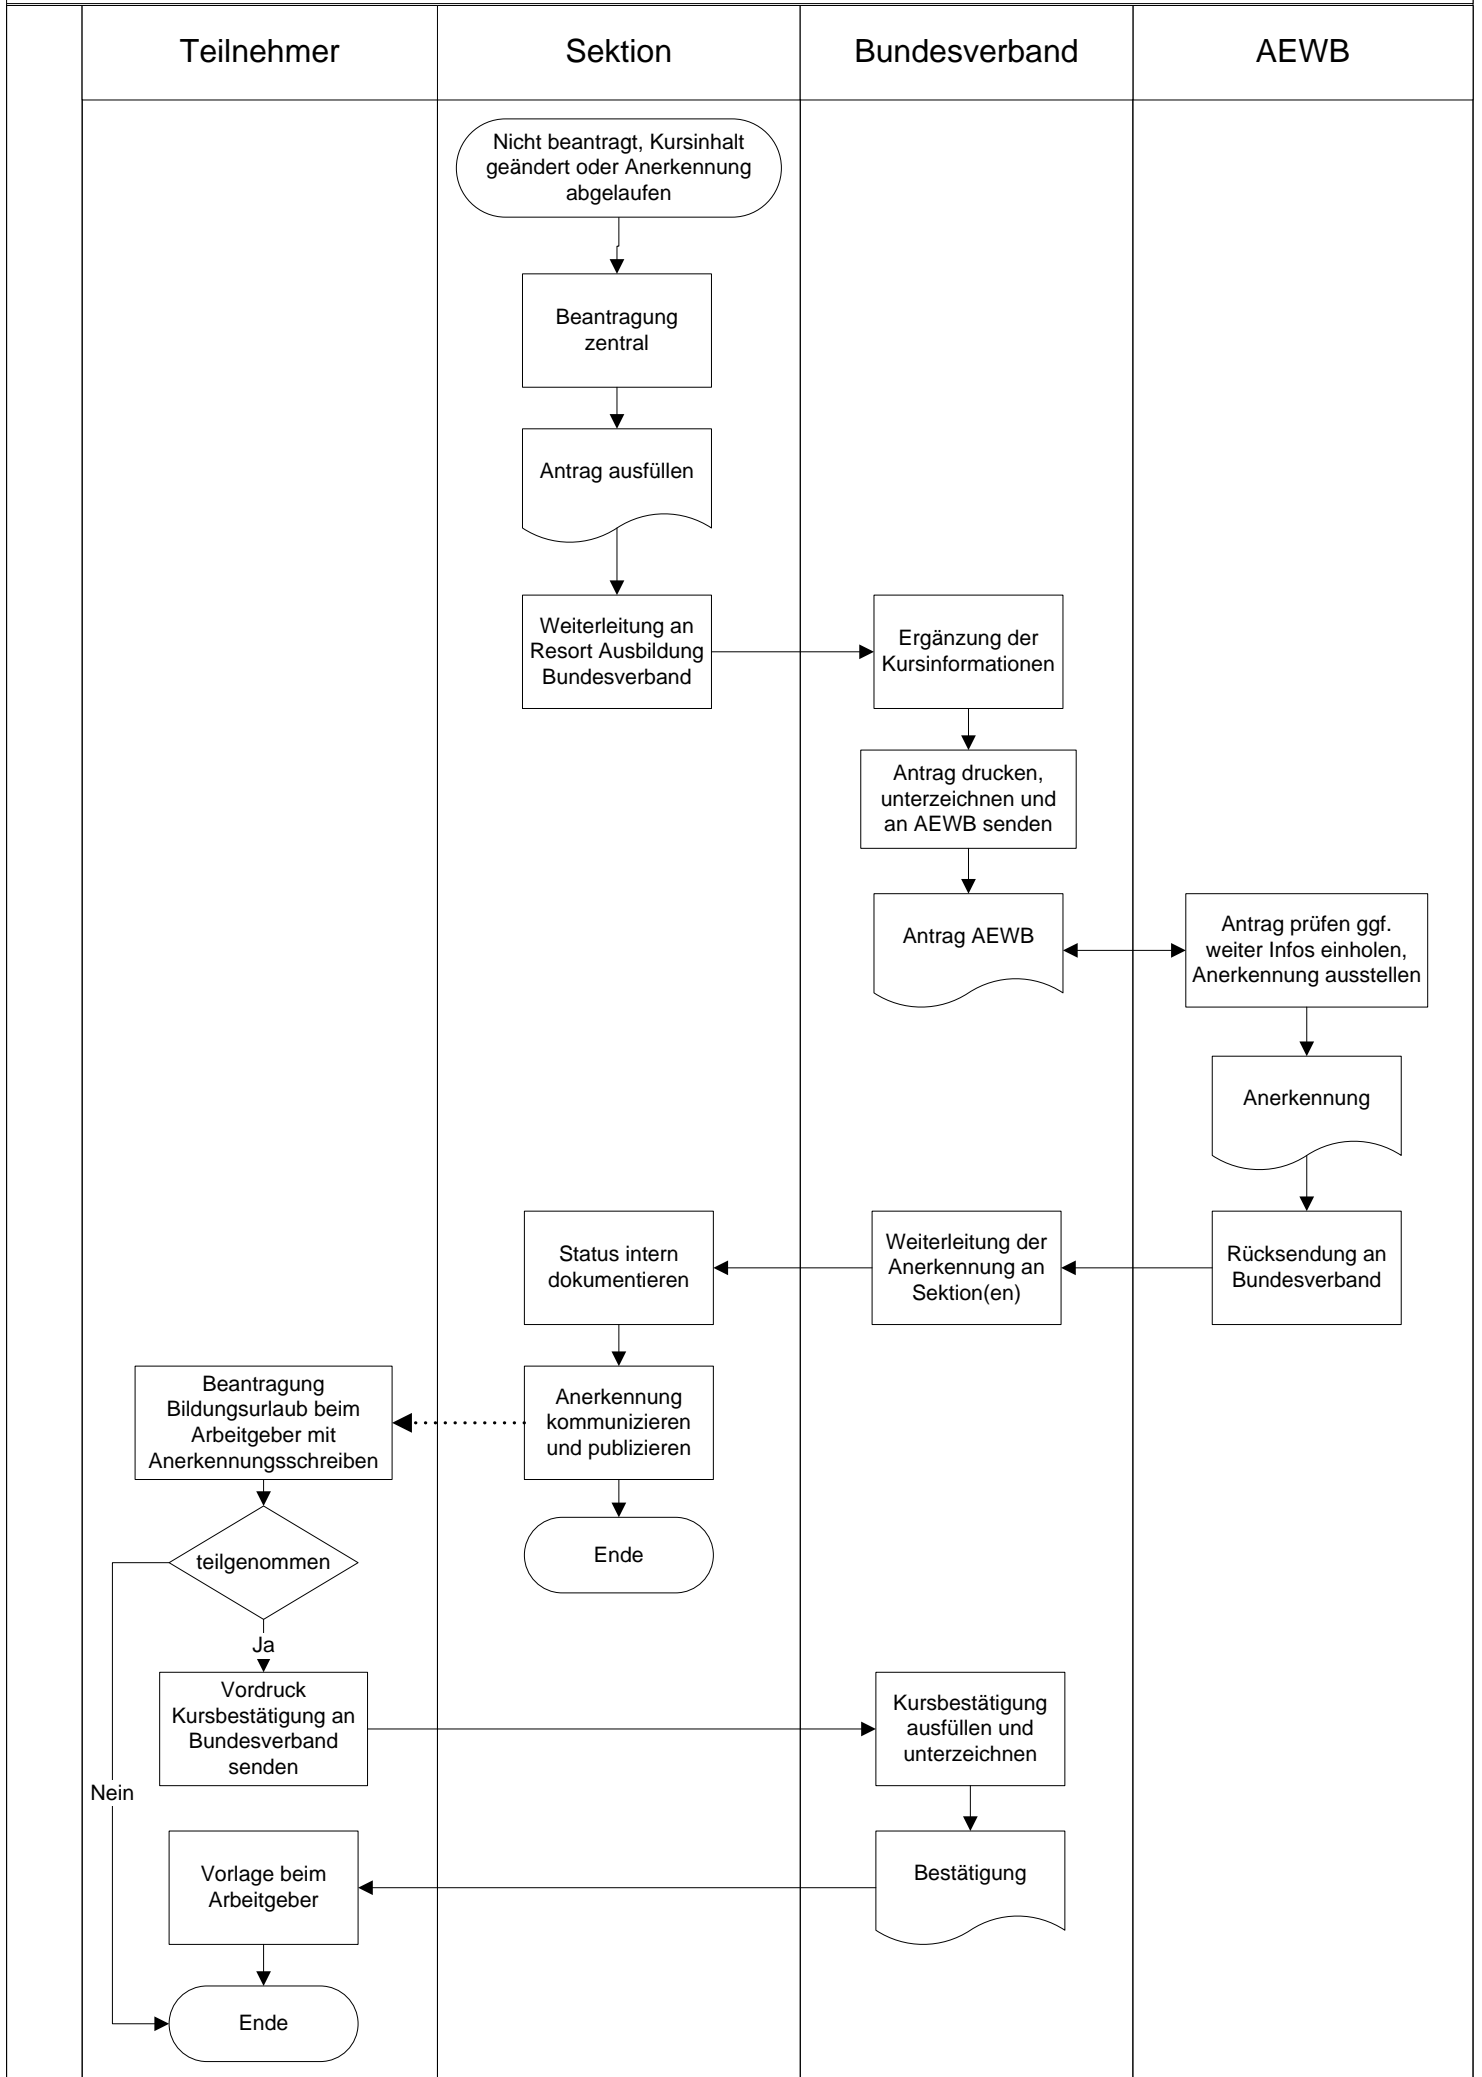 Teilnehmer
Sektion
Bundesverband
AEWB
Nicht beantragt, Kursinhalt
geändert oder Anerkennung
abgelaufen
Beantragung
zentral
Antrag ausfüllen
Weiterleitung an
Resort Ausbildung
Bundesverband
Ergänzung der
Kursinformationen
Antrag drucken,
unterzeichnen und
an AEWB senden
Antrag AEWB
Antrag prüfen ggf.
weiter Infos einholen,
Anerkennung ausstellen
Anerkennung
Rücksendung an
Bundesverband
Weiterleitung der
Anerkennung an
Sektion(en)
Status intern
dokumentieren
Anerkennung
kommunizieren
und publizieren
Ende
Beantragung
Bildungsurlaub beim
Arbeitgeber mit
Anerkennungsschreiben
teilgenommen
Ja
Vordruck
Kursbestätigung an
Bundesverband
senden
Nein
Kursbestätigung
ausfüllen und
unterzeichnen
Bestätigung
Vorlage beim
Arbeitgeber
Ende